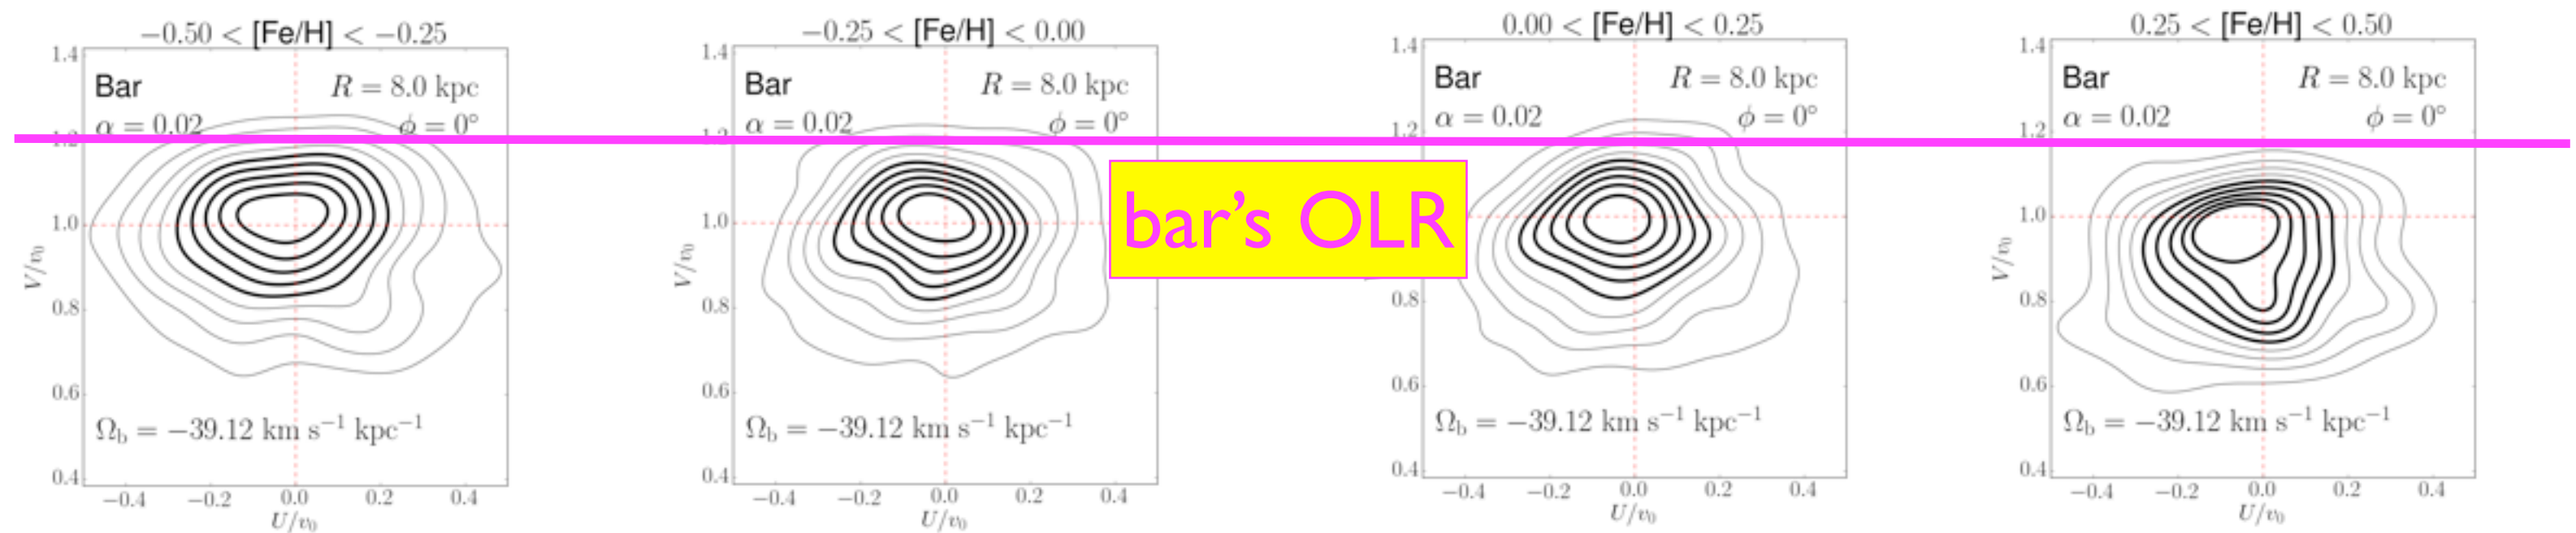 −0.50 < [Fe/H] < −0.25
Bar
R = 8.0 kpc
α = 0.02
ϕ = 0°
Ω_b = −39.12 km s⁻¹ kpc⁻¹
1.4
1.2
1.0
0.8
0.6
0.4
V/v₀
−0.4 −0.2 0.0 0.2 0.4
U/v₀
−0.25 < [Fe/H] < 0.00
Bar
R = 8.0 kpc
α = 0.02
ϕ = 0°
Ω_b = −39.12 km s⁻¹ kpc⁻¹
1.4
1.2
1.0
0.8
0.6
0.4
V/v₀
−0.4 −0.2 0.0 0.2 0.4
U/v₀
bar's OLR
0.00 < [Fe/H] < 0.25
Bar
R = 8.0 kpc
α = 0.02
ϕ = 0°
Ω_b = −39.12 km s⁻¹ kpc⁻¹
1.4
1.2
0.8
0.6
0.4
−0.4 −0.2 0.0 0.2 0.4
U/v₀
0.25 < [Fe/H] < 0.50
Bar
R = 8.0 kpc
α = 0.02
ϕ = 0°
Ω_b = −39.12 km s⁻¹ kpc⁻¹
1.4
1.2
1.0
0.8
0.6
0.4
V/v₀
−0.4 −0.2 0.0 0.2 0.4
U/v₀